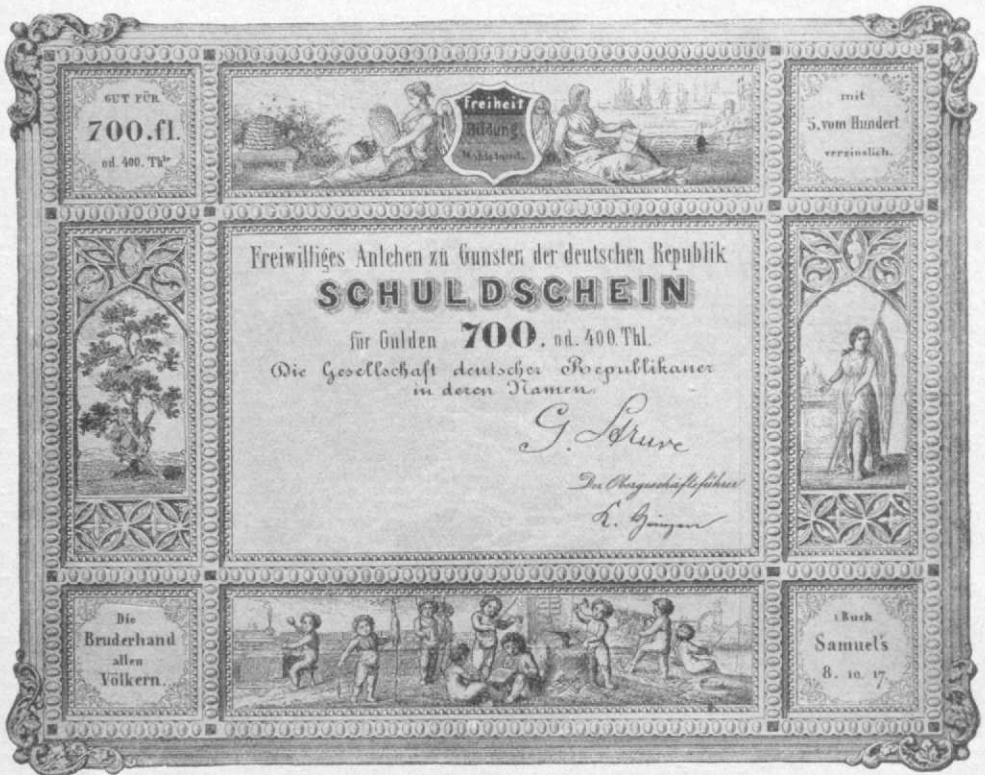 GUT FÜR
700.fl.
od. 400. Thlr
Freiheit
Bildung.
Wohlstand.
mit
5. vom Hundert
verzinslich.
Freiwilliges Anlehen zu Gunsten der deutschen Republik
SCHULDSCHEIN
für Gulden 700. od. 400. Thl.
Die Gesellschaft deutscher Republikaner
in deren Namen.
G. Struve
Der Obergeschäftsführer
K.
Die
Bruderhand
allen
Völkern.
1 Buch
Samuel's
8. 10. 17.